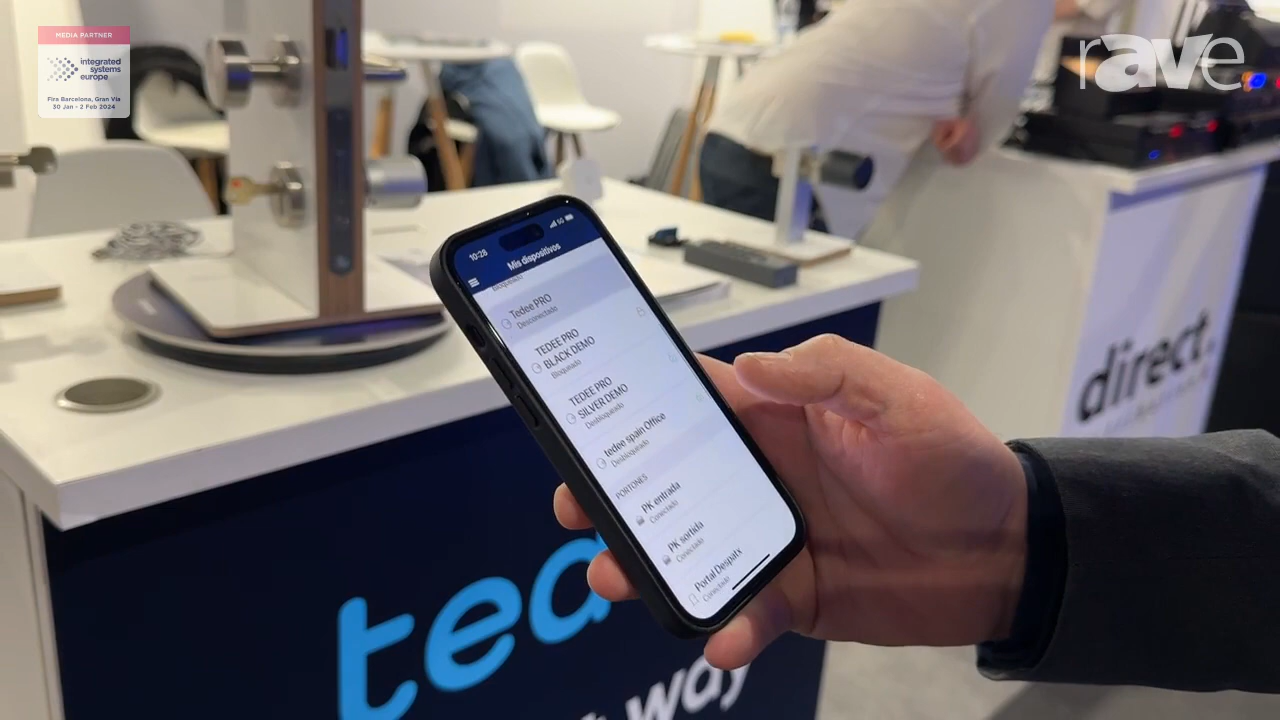 MEDIA PARTNER
integrated
systems
europe
Fira Barcelona, Gran Via
30 Jan - 2 Feb 2024
rAVe
10:28
5G
Mis dispositivos
Bloqueado
Tedee PRO
Desconectado
TEDEE PRO
BLACK DEMO
Bloqueado
TEDEE PRO
SILVER DEMO
Desbloqueado
tedee spain Office
Desbloqueado
PORTONES
PK entrada
Conectado
PK sortida
Conectado
Portal Despatx
Conectado
direct.
ted
way